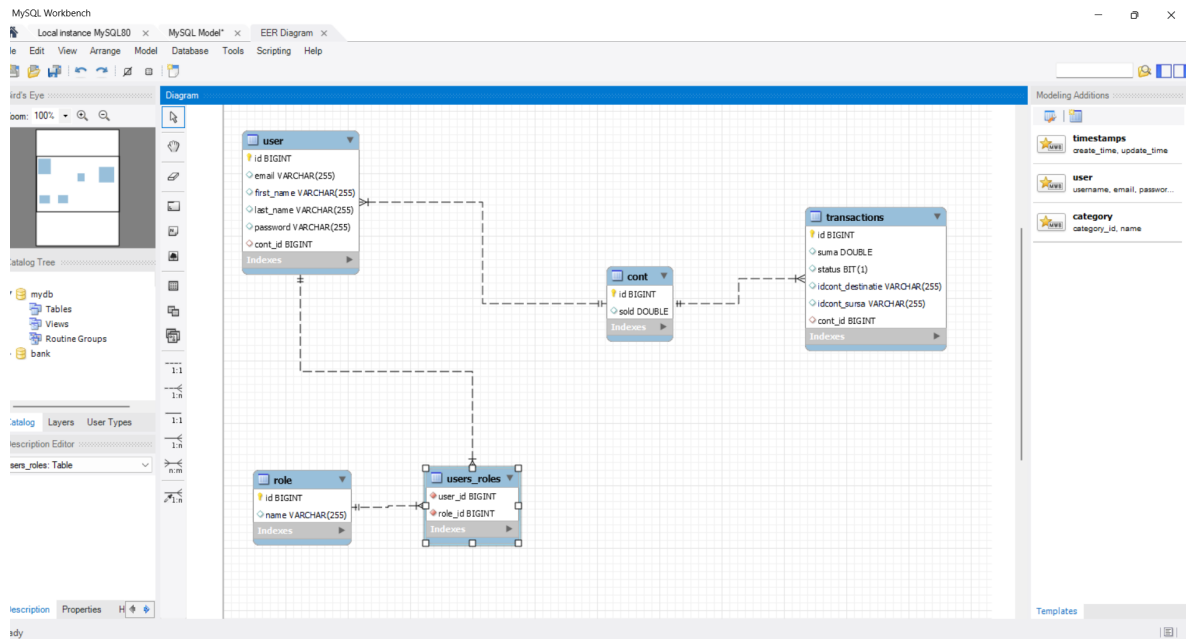 MySQL Workbench
Local instance MySQL80 × MySQL Model* × EER Diagram ×
Edit View Arrange Model Database Tools Scripting Help
ird's Eye
oom: 100%
Diagram
Modeling Additions
timestamps
create_time, update_time
user
username, email, passwor...
category
category_id, name
user
id BIGINT
email VARCHAR(255)
first_name VARCHAR(255)
last_name VARCHAR(255)
password VARCHAR(255)
cont_id BIGINT
Indexes
cont
id BIGINT
sold DOUBLE
Indexes
transactions
id BIGINT
suma DOUBLE
status BIT(1)
idcont_destinatie VARCHAR(255)
idcont_sursa VARCHAR(255)
cont_id BIGINT
Indexes
role
id BIGINT
name VARCHAR(255)
Indexes
users_roles
user_id BIGINT
role_id BIGINT
Indexes
atalog Tree
mydb
Tables
Views
Routine Groups
bank
1:1
1:n
1:1
1:n
n:m
1:n
atalog Layers User Types
escription Editor
sers_roles: Table
escription Properties H
Templates
ady